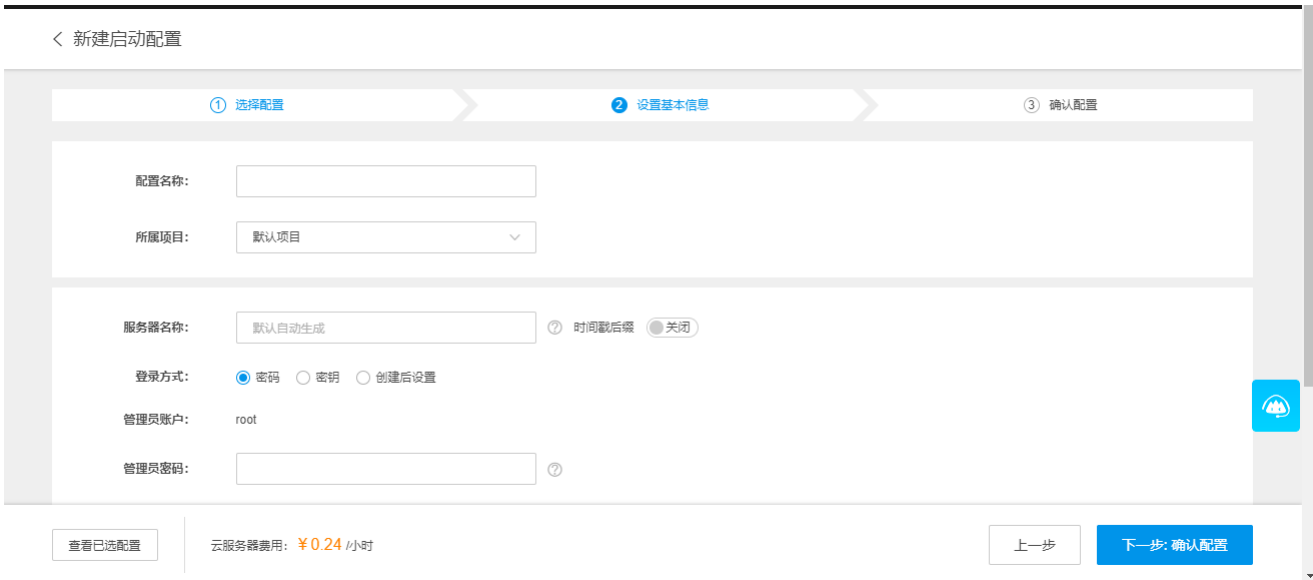 新建启动配置
1 选择配置
2 设置基本信息
3 确认配置
配置名称:
所属项目: 默认项目
服务器名称: 默认自动生成 ? 时间戳后缀 关闭
登录方式: 密码 密钥 创建后设置
管理员账户: root
管理员密码: ?
查看已选配置 云服务器费用: ¥0.24 /小时 上一步 下一步: 确认配置